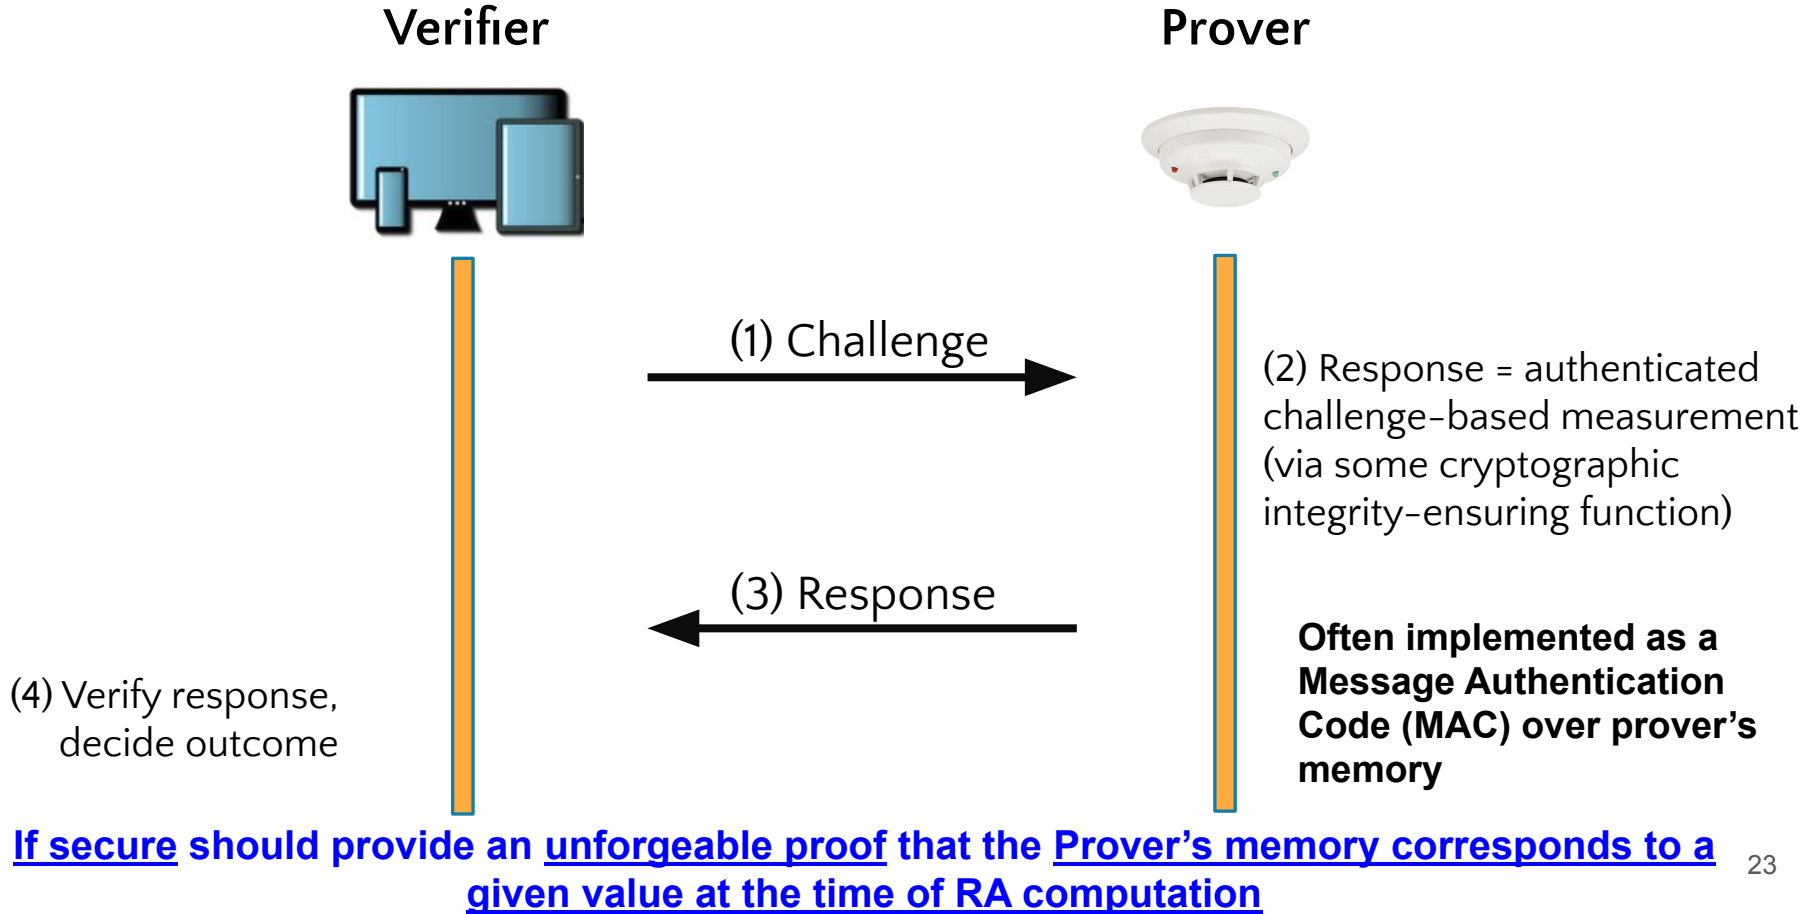 Verifier
Prover
(1) Challenge
(2) Response = authenticated
challenge-based measurement
(via some cryptographic
integrity-ensuring function)
(3) Response
Often implemented as a
Message Authentication
Code (MAC) over prover’s
memory
(4) Verify response,
decide outcome
If secure should provide an unforgeable proof that the Prover’s memory corresponds to a
given value at the time of RA computation
23